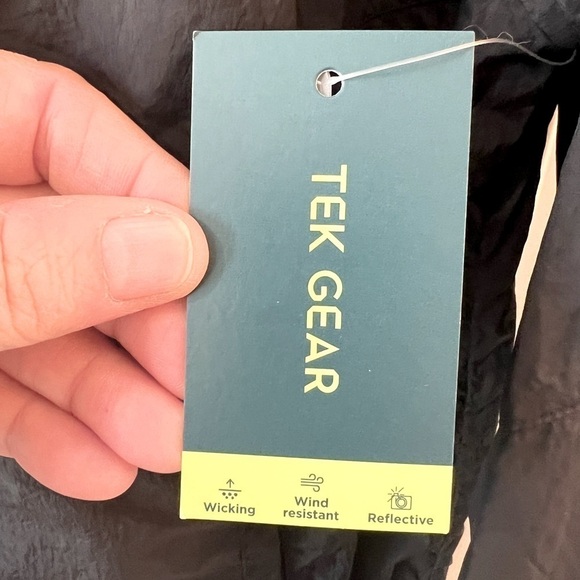 TEK GEAR
Wicking
Wind
resistant
Reflective